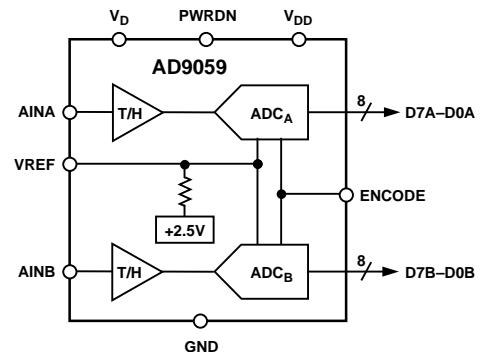 VD PWRDN VDD
AD9059
AINA T/H ADCA 8 D7A–D0A
VREF
ENCODE
+2.5V
AINB T/H ADCB 8 D7B–D0B
GND